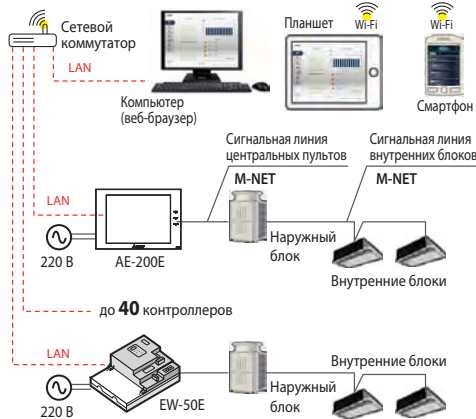 Сетевой
коммутатор
LAN
Компьютер
(веб-браузер)
Планшет
Wi-Fi
Wi-Fi
Смартфон
Сигнальная линия
центральных пультов
M-NET
Сигнальная линия
внутренних блоков
M-NET
LAN
220 В
AE-200E
Наружный
блок
Внутренние блоки
до 40 контроллеров
LAN
220 В
EW-50E
Наружный
блок
Внутренние блоки